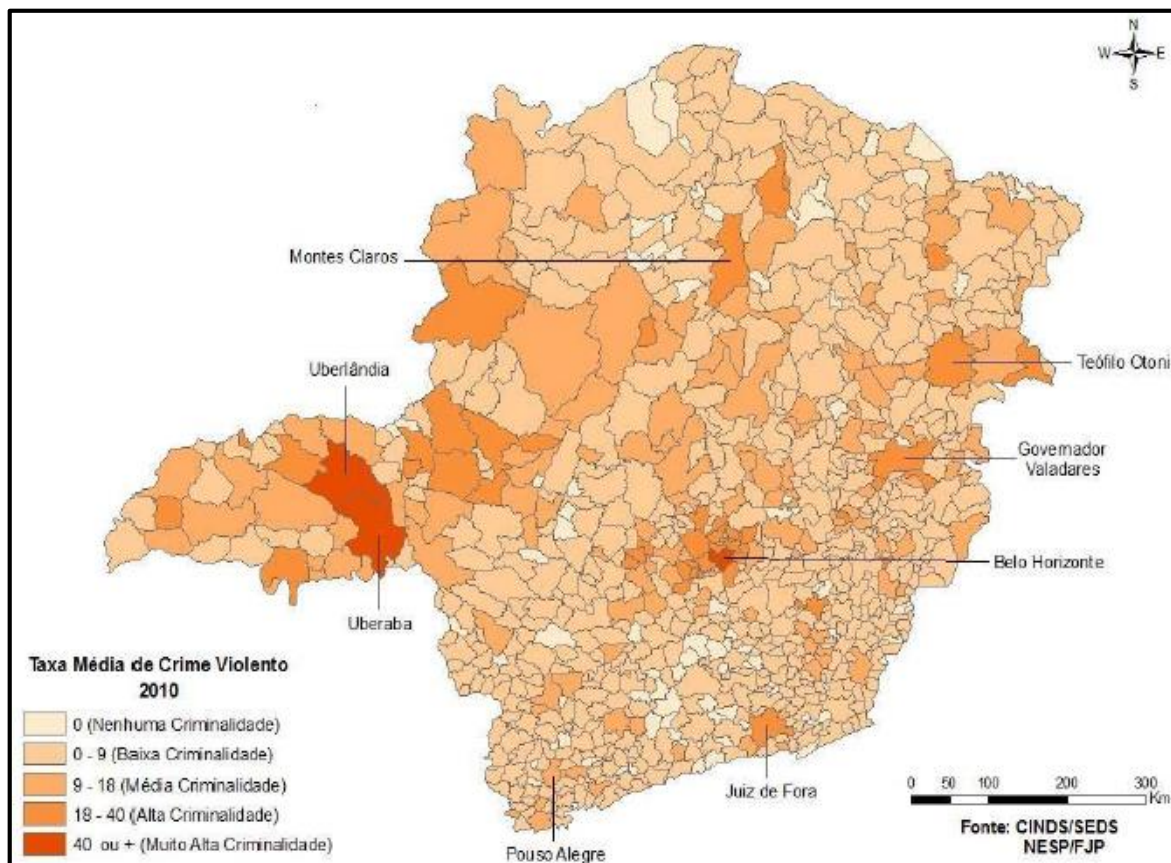 N
W E
S
Montes Claros
Uberlândia
Teófilo Otoni
Governador
Valadares
Belo Horizonte
Uberaba
Juiz de Fora
Pouso Alegre
Taxa Média de Crime Violento
2010
0 (Nenhuma Criminalidade)
0 - 9 (Baixa Criminalidade)
9 - 18 (Média Criminalidade)
18 - 40 (Alta Criminalidade)
40 ou + (Muito Alta Criminalidade)
0 50 100 200 300
Km
Fonte: CINDS/SEDS
NESP/FJP